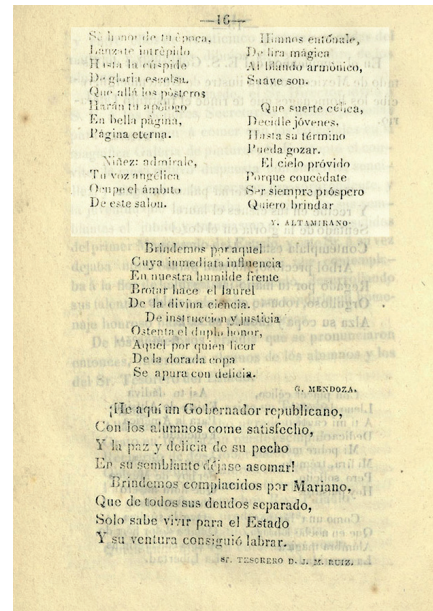 —16—
Sé honor de tu época,
Lánzate intrépido
Hasta la cúspide
De gloria escelsa.
Que allá los pósteros
Harán tu apólogo
En bella página,
Página eterna.
Niñez: admirale,
Tu voz angélica
Ocupe el ámbito
De este salon.
Himnos entónale,
De lira mágica
Al blando armónico,
Suave son.
Que suerte célica,
Decidle jóvenes,
Hasta su término
Pueda gozar.
El cielo próvido
Porque coucédate
Ser siempre próspero
Quiero brindar
Y. ALTAMIRANO
Brindemos por aquel
Cuya inmediata influencia
En nuestra humilde frente
Brotar hace el laurel
De la divina ciencia.
De instruccion y justicia
Ostenta el duplo honor,
Aquel por quien licor
De la dorada copa
Se apura con delicia.
G. MENDOZA.
¡He aquí un Gobernador republicano,
Con los alumnos come satisfecho,
Y la paz y delicia de su pecho
En su semblante déjase asomar!
Brindemos complacidos por Mariano,
Que de todos sus deudos separado,
Solo sabe vivir para el Estado
Y su ventura consiguió labrar.
Sr. TESORERO D. J. M. RUIZ.